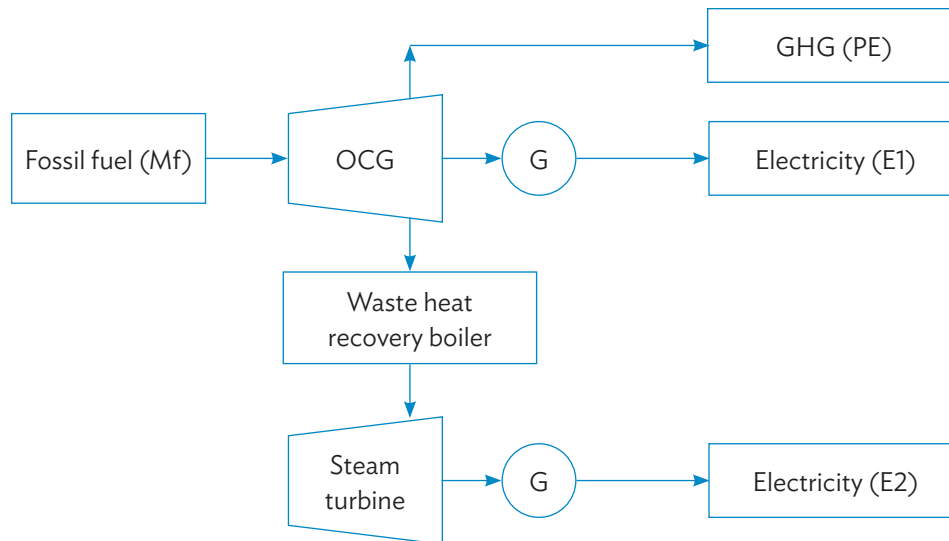 GHG (PE)
Fossil fuel (Mf)
OCG
G
Electricity (E1)
Waste heat
recovery boiler
Steam
turbine
G
Electricity (E2)